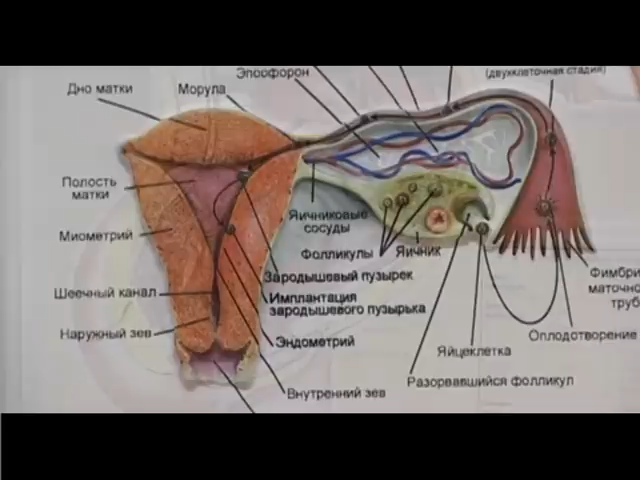 (двухклеточная стадия)
Эпоофорон
Дно матки
Морула
Полость
матки
Миометрий
Яичниковые
сосуды
Фолликулы
Яичник
Зародышевый пузырек
Имплантация
зародышевого пузырька
Шеечный канал
Наружный зев
Эндометрий
Внутренний зев
Фимбри
маточно
труб
Оплодотворение
Яйцеклетка
Разорвавшийся фолликул